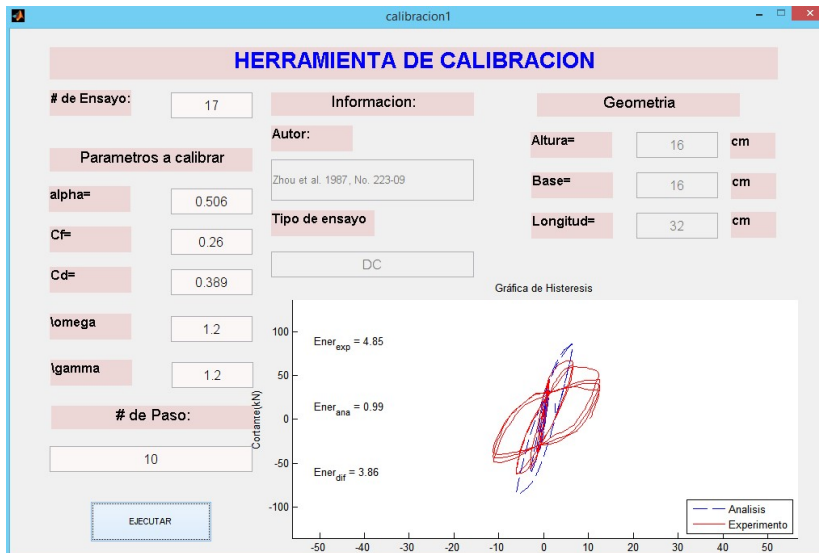 calibracion1
HERRAMIENTA DE CALIBRACION
# de Ensayo:
17
Parametros a calibrar
alpha=
0.506
Cf=
0.26
Cd=
0.389
\omega
1.2
\gamma
1.2
# de Paso:
10
EJECUTAR
Informacion:
Autor:
Zhou et al. 1987, No. 223-09
Tipo de ensayo
DC
Geometria
Altura=
16
cm
Base=
16
cm
Longitud=
32
cm
Gráfica de Histeresis
Cortante(kN)
100
50
0
-50
-100
Ener_exp = 4.85
Ener_ana = 0.99
Ener_dif = 3.86
-50 -40 -30 -20 -10 0 10 20 30 40 50
Analisis
Experimento